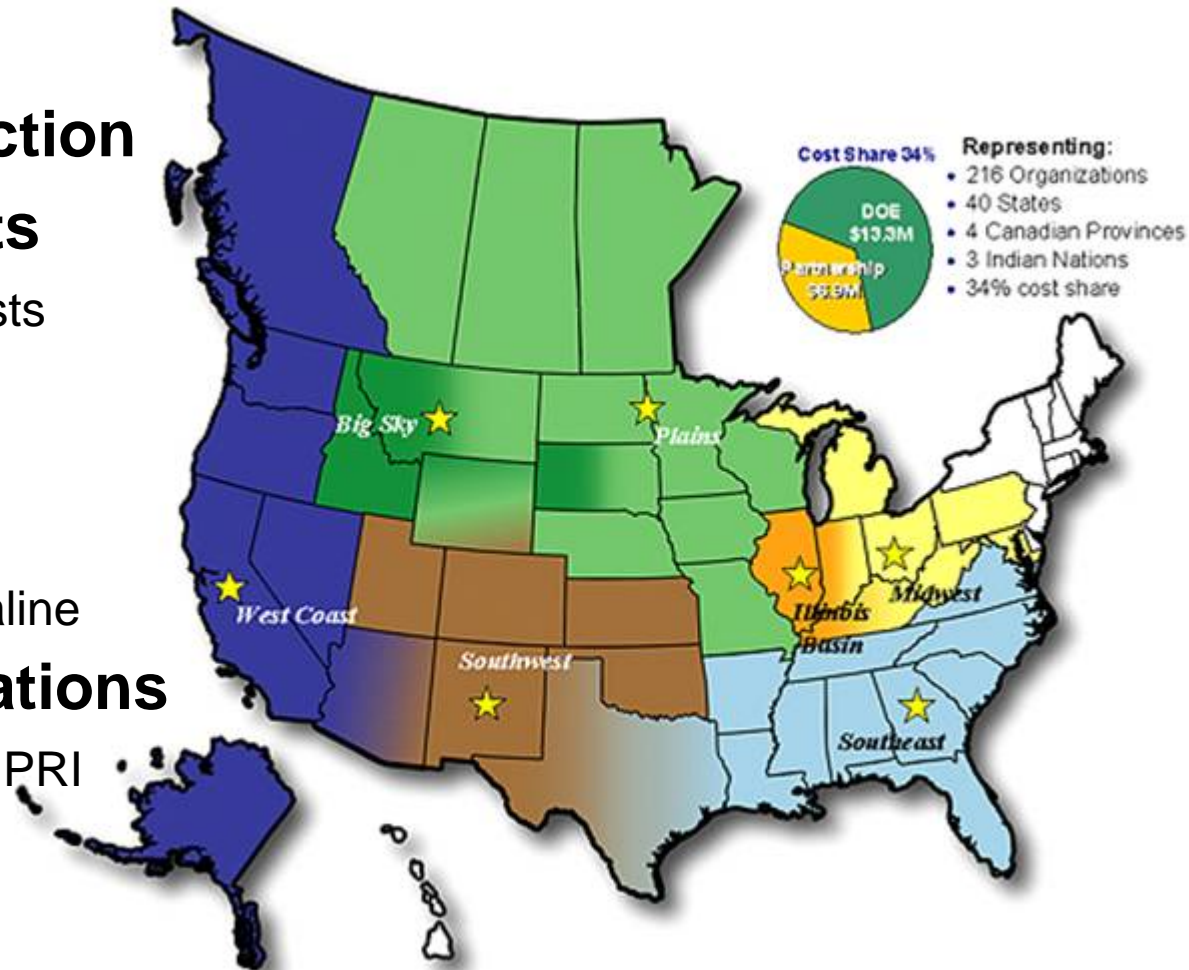 ction
ts
sts
aline
ations
PRI
Cost Share 34%
DOE
$13.3M
Partnership
$6.9M
Representing:
• 216 Organizations
• 40 States
• 4 Canadian Provinces
• 3 Indian Nations
• 34% cost share
Big Sky
Plains
West Coast
Southwest
Illinois
Basin
Midwest
Southeast